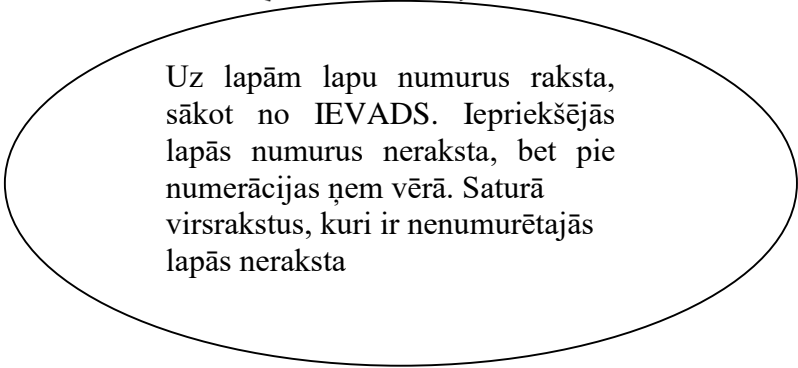 Uz lapām lapu numurus raksta,
sākot no IEVADS. Iepriekšējās
lapās numurus neraksta, bet pie
numerācijas ņem vērā. Saturā
virsrakstus, kuri ir nenumurētajās
lapās neraksta